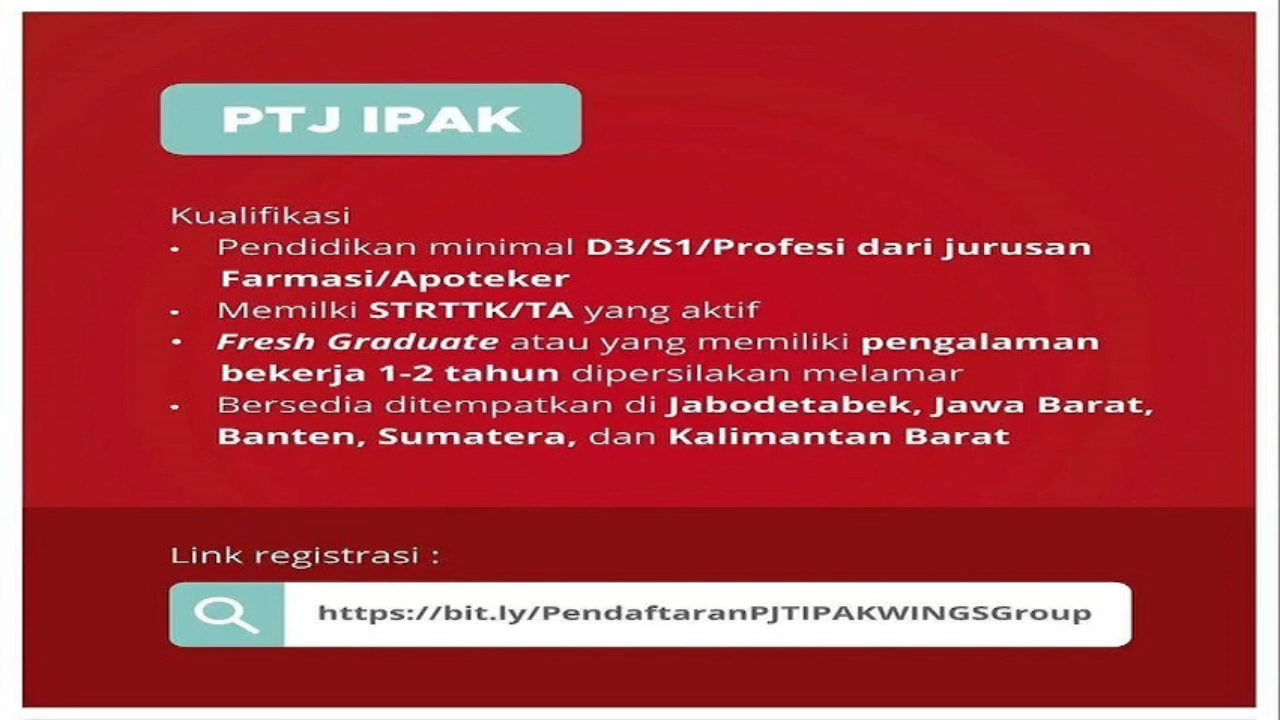 PTJ IPAK
Kualifikasi
• Pendidikan minimal D3/S1/Profesi dari jurusan
Farmasi/Apoteker
• Memilki STRTTK/TA yang aktif
• Fresh Graduate atau yang memiliki pengalaman
bekerja 1-2 tahun dipersilakan melamar
• Bersedia ditempatkan di Jabodetabek, Jawa Barat,
Banten, Sumatera, dan Kalimantan Barat
Link registrasi :
https://bit.ly/PendaftaranPJTIPAKWINGSGroup